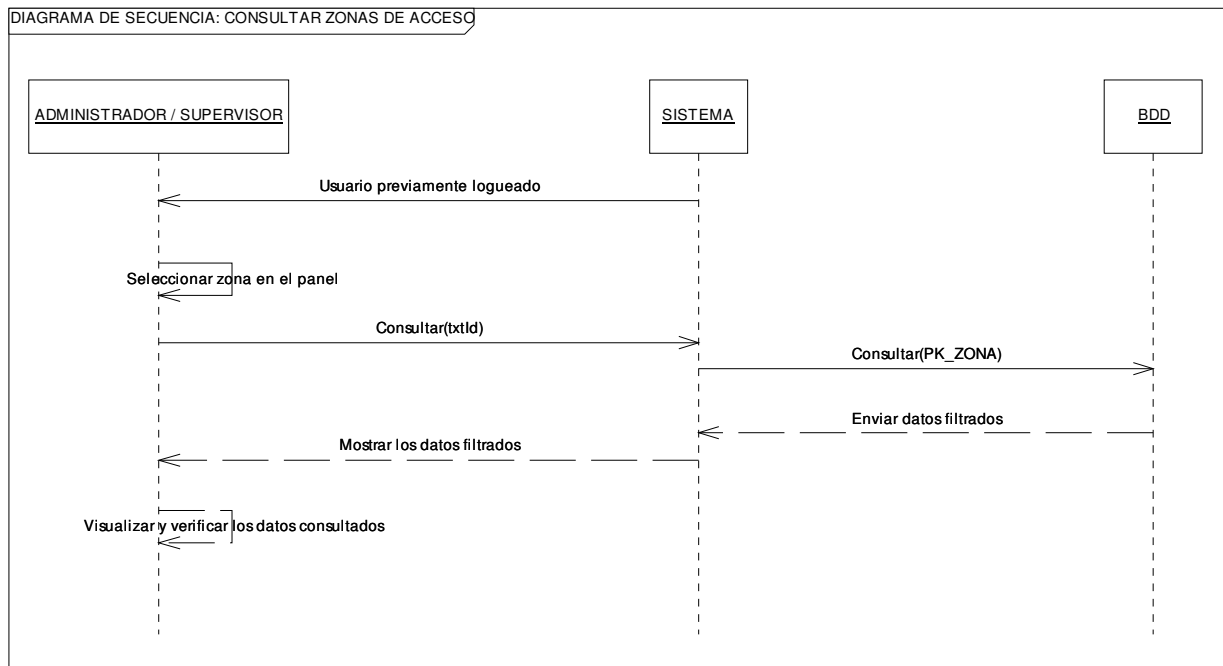 DIAGRAMA DE SECUENCIA: CONSULTAR ZONAS DE ACCESO
ADMINISTRADOR / SUPERVISOR
SISTEMA
BDD
Usuario previamente logueado
Seleccionar zona en el panel
Consultar(txtId)
Consultar(PK_ZONA)
Enviar datos filtrados
Mostrar los datos filtrados
Visualizar y verificar los datos consultados